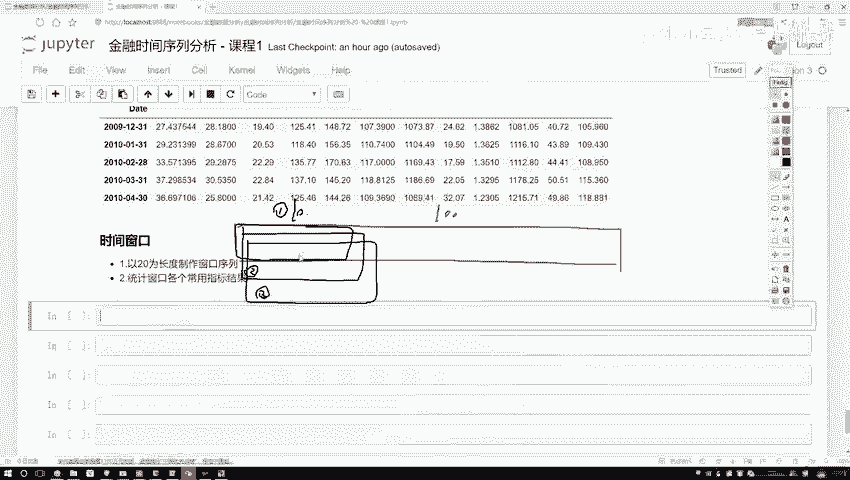 jupyter 金融时间序列分析 - 课程1 Last Checkpoint: an hour ago (autosaved)
Logout
File Edit View Insert Cell Kernel Widgets Help
Trusted
Code
Date
2009-12-31 27.437544 28.1800 19.40 125.41 146.72 107.3900 1073.87 24.62 1.3862 1081.05 40.72 105.960
2010-01-31 29.231399 28.6700 20.53 118.40 156.35 110.7400 1104.49 19.50 1.3625 1116.10 43.89 109.430
2010-02-28 33.571395 29.2875 22.29 135.77 170.63 117.0000 1169.43 17.59 1.3510 1112.80 44.41 108.950
2010-03-31 37.298534 30.5350 22.84 137.10 145.20 118.8125 1186.69 22.05 1.3295 1178.25 50.51 115.360
2010-04-30 36.697106 25.8000 21.42 125.46 144.26 109.3690 1089.41 32.07 1.2305 1215.71 49.86 118.881
① 10
100
时间窗口
1.以20为长度制作窗口序列
2.统计窗口各个常用指标结果
In [ ]:
In [ ]:
In [ ]:
In [ ]:
In [ ]: